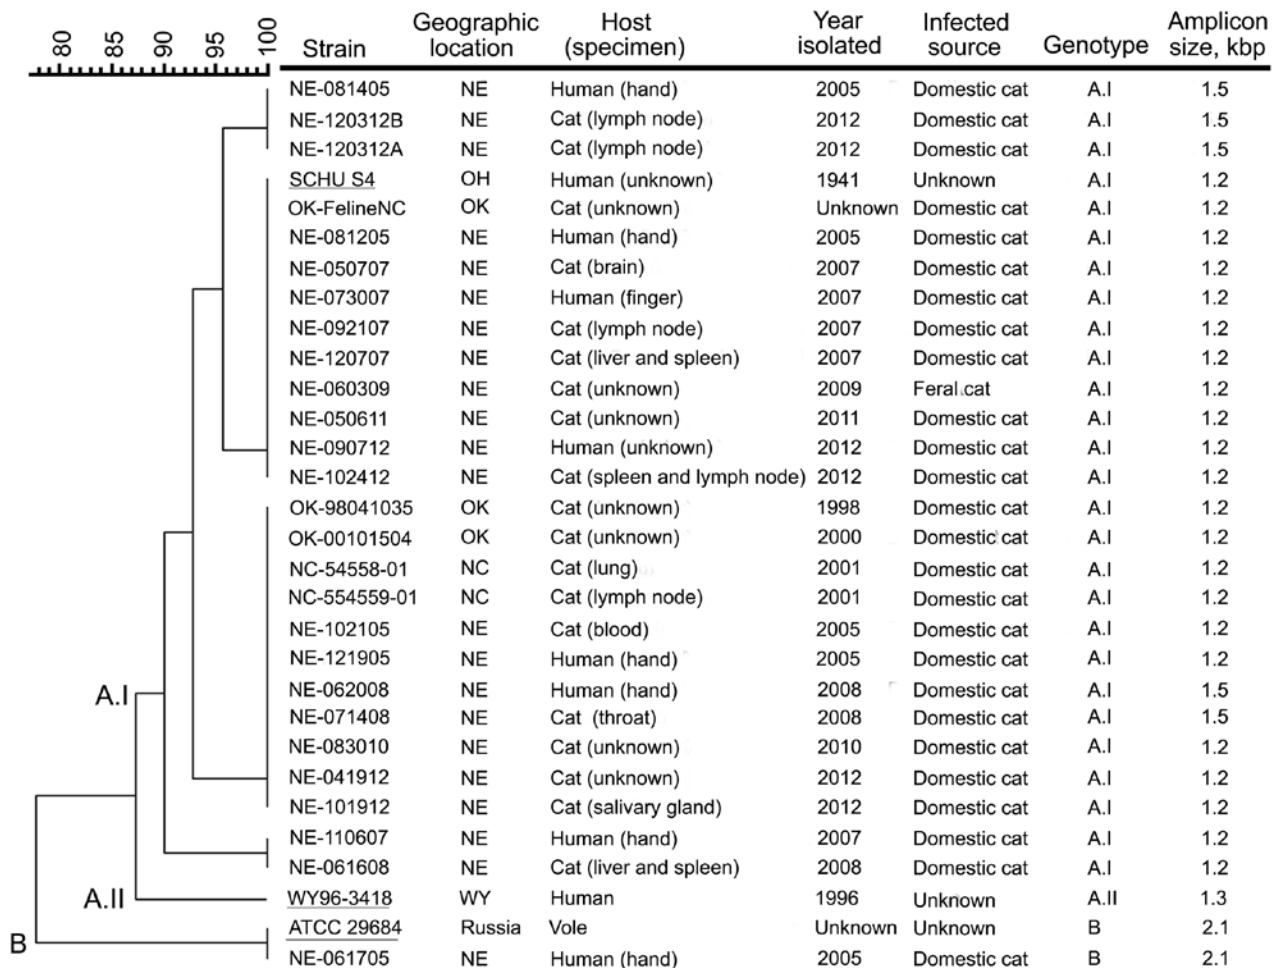 80 85 90 95 100 Strain Geographic location Host (specimen) Year isolated Infected source Genotype Amplicon size, kbp
NE-081405 NE Human (hand) 2005 Domestic cat A.I 1.5
NE-120312B NE Cat (lymph node) 2012 Domestic cat A.I 1.5
NE-120312A NE Cat (lymph node) 2012 Domestic cat A.I 1.5
SCHU S4 OH Human (unknown) 1941 Unknown A.I 1.2
OK-FelineNC OK Cat (unknown) Unknown Domestic cat A.I 1.2
NE-081205 NE Human (hand) 2005 Domestic cat A.I 1.2
NE-050707 NE Cat (brain) 2007 Domestic cat A.I 1.2
NE-073007 NE Human (finger) 2007 Domestic cat A.I 1.2
NE-092107 NE Cat (lymph node) 2007 Domestic cat A.I 1.2
NE-120707 NE Cat (liver and spleen) 2007 Domestic cat A.I 1.2
NE-060309 NE Cat (unknown) 2009 Feral cat A.I 1.2
NE-050611 NE Cat (unknown) 2011 Domestic cat A.I 1.2
NE-090712 NE Human (unknown) 2012 Domestic cat A.I 1.2
NE-102412 NE Cat (spleen and lymph node) 2012 Domestic cat A.I 1.2
OK-98041035 OK Cat (unknown) 1998 Domestic cat A.I 1.2
OK-00101504 OK Cat (unknown) 2000 Domestic cat A.I 1.2
NC-54558-01 NC Cat (lung) 2001 Domestic cat A.I 1.2
NC-554559-01 NC Cat (lymph node) 2001 Domestic cat A.I 1.2
NE-102105 NE Cat (blood) 2005 Domestic cat A.I 1.2
NE-121905 NE Human (hand) 2005 Domestic cat A.I 1.2
A.I NE-062008 NE Human (hand) 2008 Domestic cat A.I 1.5
NE-071408 NE Cat (throat) 2008 Domestic cat A.I 1.5
NE-083010 NE Cat (unknown) 2010 Domestic cat A.I 1.2
NE-041912 NE Cat (unknown) 2012 Domestic cat A.I 1.2
NE-101912 NE Cat (salivary gland) 2012 Domestic cat A.I 1.2
NE-110607 NE Human (hand) 2007 Domestic cat A.I 1.2
NE-061608 NE Cat (liver and spleen) 2008 Domestic cat A.I 1.2
A.II WY96-3418 WY Human 1996 Unknown A.II 1.3
ATCC 29684 Russia Vole Unknown Unknown B 2.1
B NE-061705 NE Human (hand) 2005 Domestic cat B 2.1